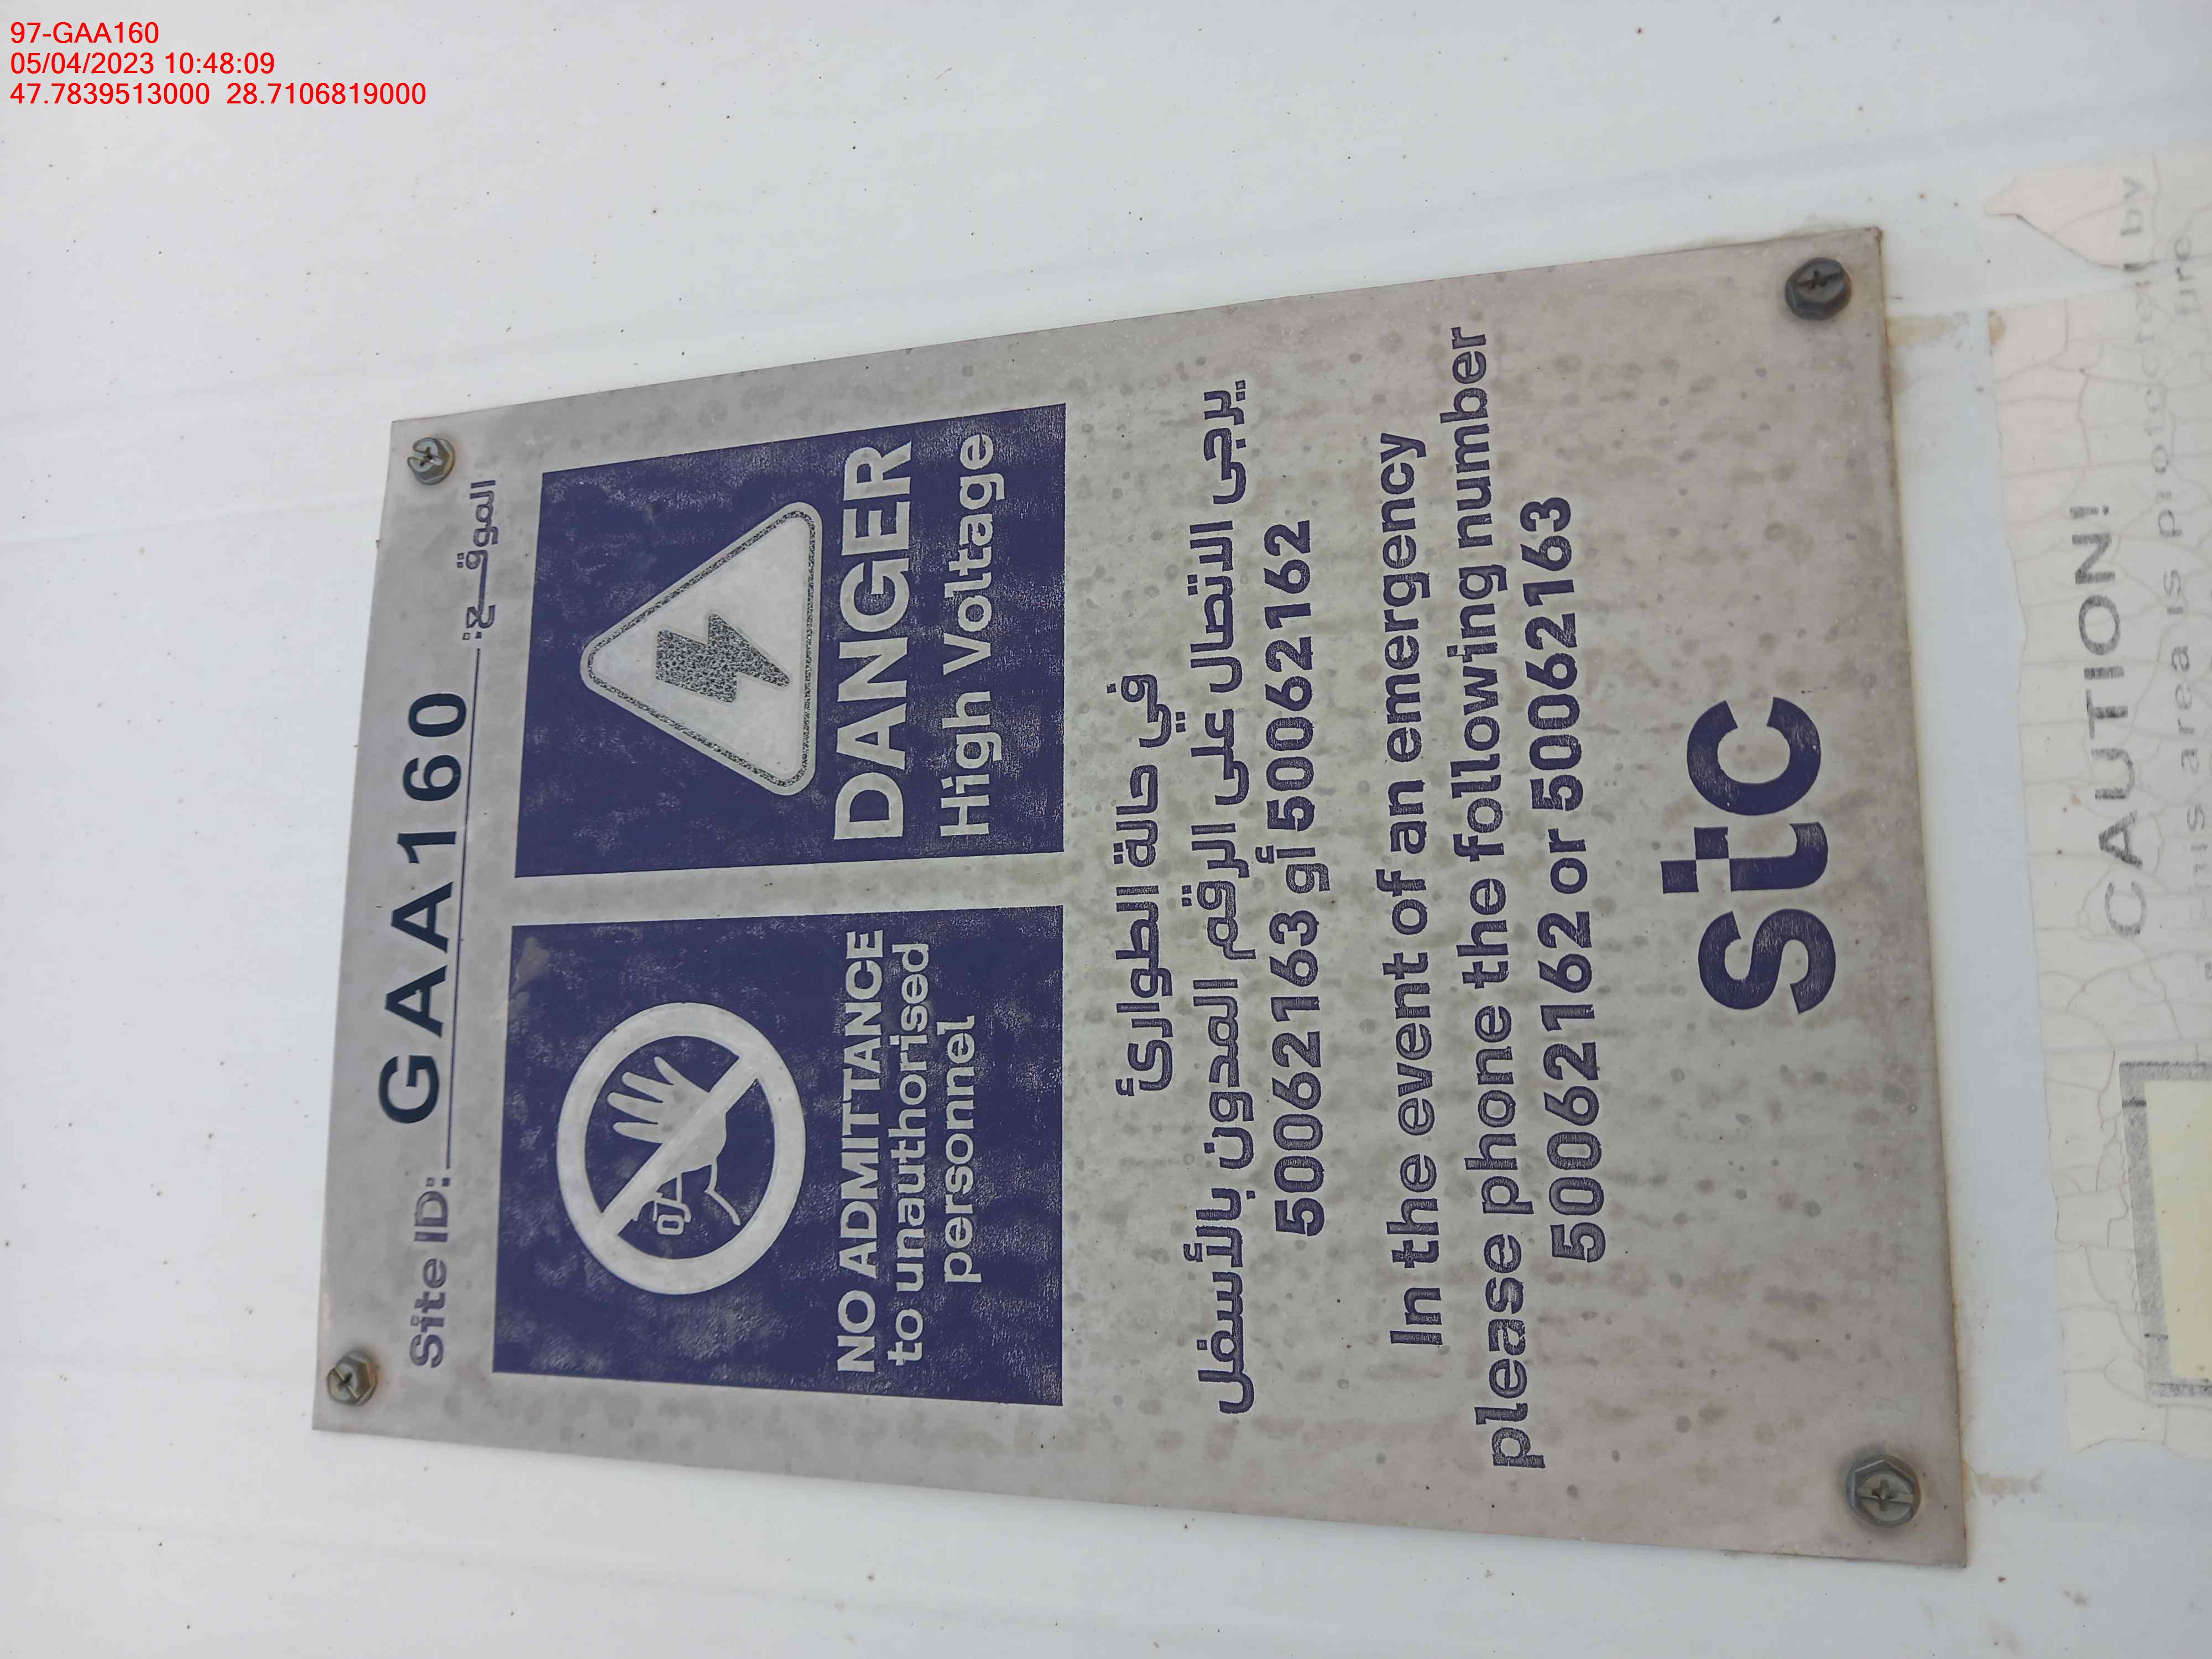 97-GAA160
05/04/2023 10:48:09
47.7839513000 28.7106819000
Site ID: GAA160 الموقع:
NO ADMITTANCE
to unauthorised
personnel
DANGER
High Voltage
في حالة الطوارئ
يرجى الاتصال على الرقم المدون بالأسفل
50062163 أو 50062162
In the event of an emergency
please phone the following number
50062162 or 50062163
stc
CAUTION!
This area is protected by